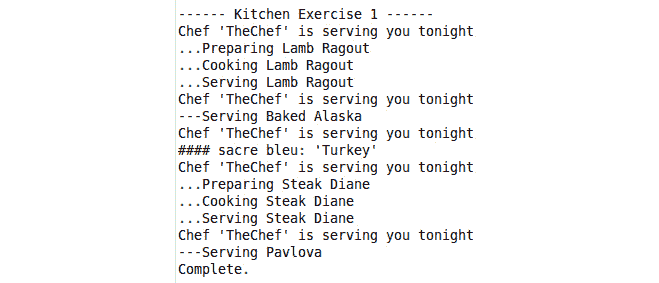 ------ Kitchen Exercise 1 ------
Chef 'TheChef' is serving you tonight
...Preparing Lamb Ragout
...Cooking Lamb Ragout
...Serving Lamb Ragout
Chef 'TheChef' is serving you tonight
---Serving Baked Alaska
Chef 'TheChef' is serving you tonight
#### sacre bleu: 'Turkey'
Chef 'TheChef' is serving you tonight
...Preparing Steak Diane
...Cooking Steak Diane
...Serving Steak Diane
Chef 'TheChef' is serving you tonight
---Serving Pavlova
Complete.